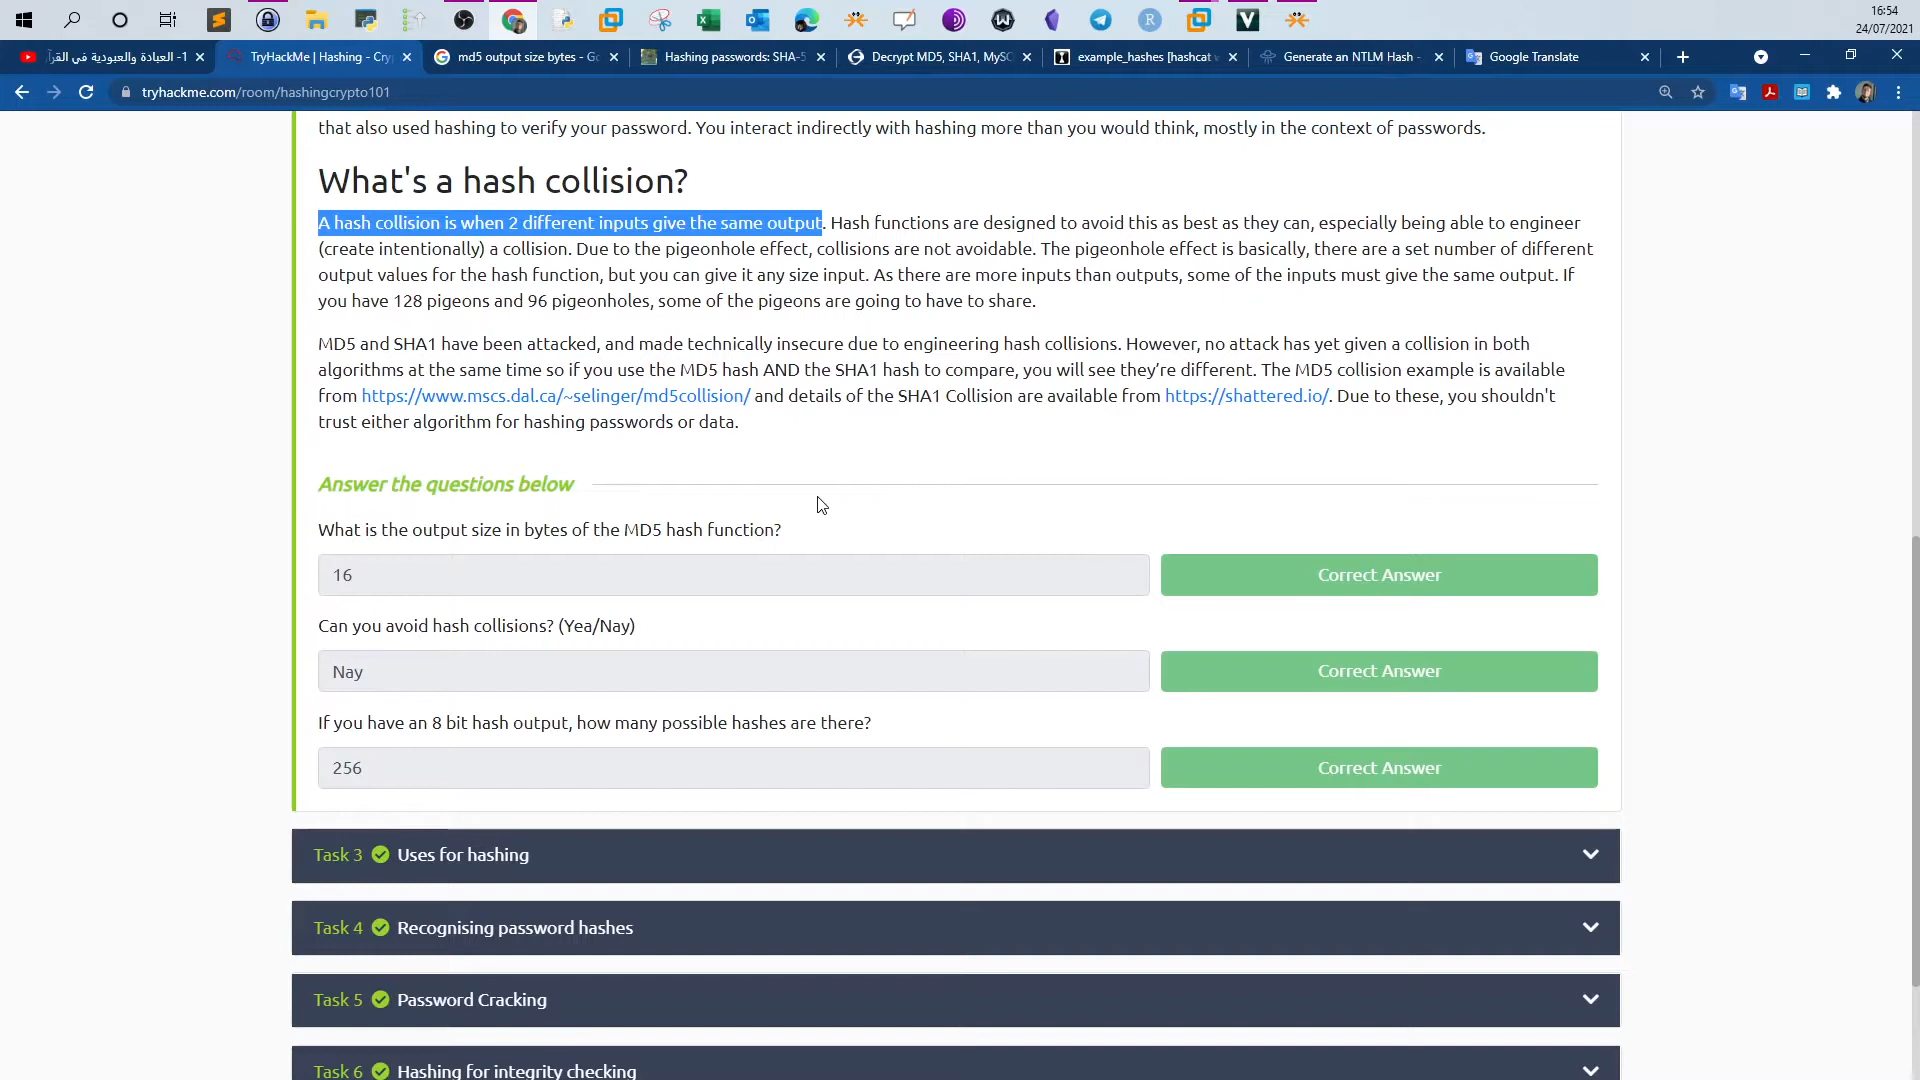 16:54
24/07/2021
1- العبادة والعبودية في القرآ
TryHackMe | Hashing - Cry
md5 output size bytes - Go
Hashing passwords: SHA-5
Decrypt MD5, SHA1, MySC
example_hashes [hashcat w
Generate an NTLM Hash -
Google Translate
tryhackme.com/room/hashingcrypto101
that also used hashing to verify your password. You interact indirectly with hashing more than you would think, mostly in the context of passwords.
What's a hash collision?
A hash collision is when 2 different inputs give the same output. Hash functions are designed to avoid this as best as they can, especially being able to engineer
(create intentionally) a collision. Due to the pigeonhole effect, collisions are not avoidable. The pigeonhole effect is basically, there are a set number of different
output values for the hash function, but you can give it any size input. As there are more inputs than outputs, some of the inputs must give the same output. If
you have 128 pigeons and 96 pigeonholes, some of the pigeons are going to have to share.
MD5 and SHA1 have been attacked, and made technically insecure due to engineering hash collisions. However, no attack has yet given a collision in both
algorithms at the same time so if you use the MD5 hash AND the SHA1 hash to compare, you will see they’re different. The MD5 collision example is available
from https://www.mscs.dal.ca/~selinger/md5collision/ and details of the SHA1 Collision are available from https://shattered.io/. Due to these, you shouldn't
trust either algorithm for hashing passwords or data.
Answer the questions below
What is the output size in bytes of the MD5 hash function?
16
Correct Answer
Can you avoid hash collisions? (Yea/Nay)
Nay
Correct Answer
If you have an 8 bit hash output, how many possible hashes are there?
256
Correct Answer
Task 3 Uses for hashing
Task 4 Recognising password hashes
Task 5 Password Cracking
Task 6 Hashing for integrity checking